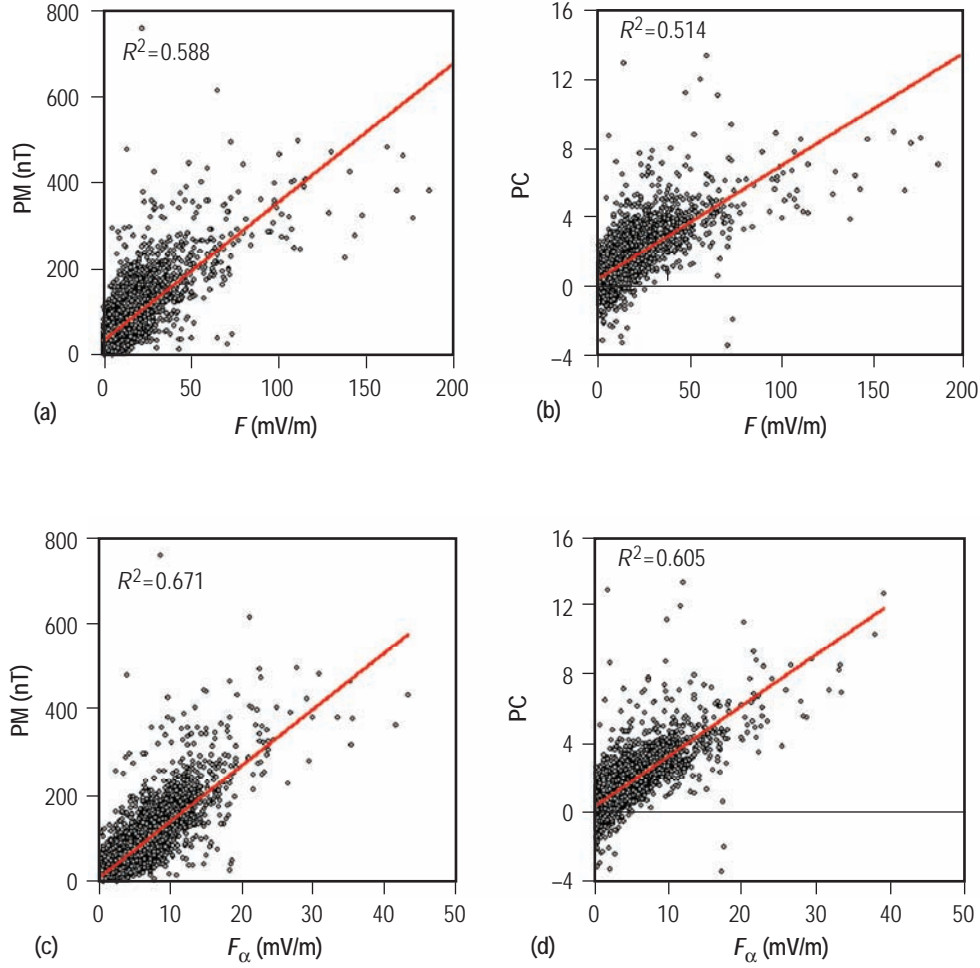 800
600
400
200
0
PM (nT)
R²=0.588
0 50 100 150 200
(a)
F (mV/m)
16
12
8
4
0
−4
PC
R²=0.514
0 50 100 150 200
(b)
F (mV/m)
800
600
400
200
0
PM (nT)
R²=0.671
0 10 20 30 40 50
(c)
Fα (mV/m)
16
12
8
4
0
−4
PC
R²=0.605
0 10 20 30 40 50
(d)
Fα (mV/m)